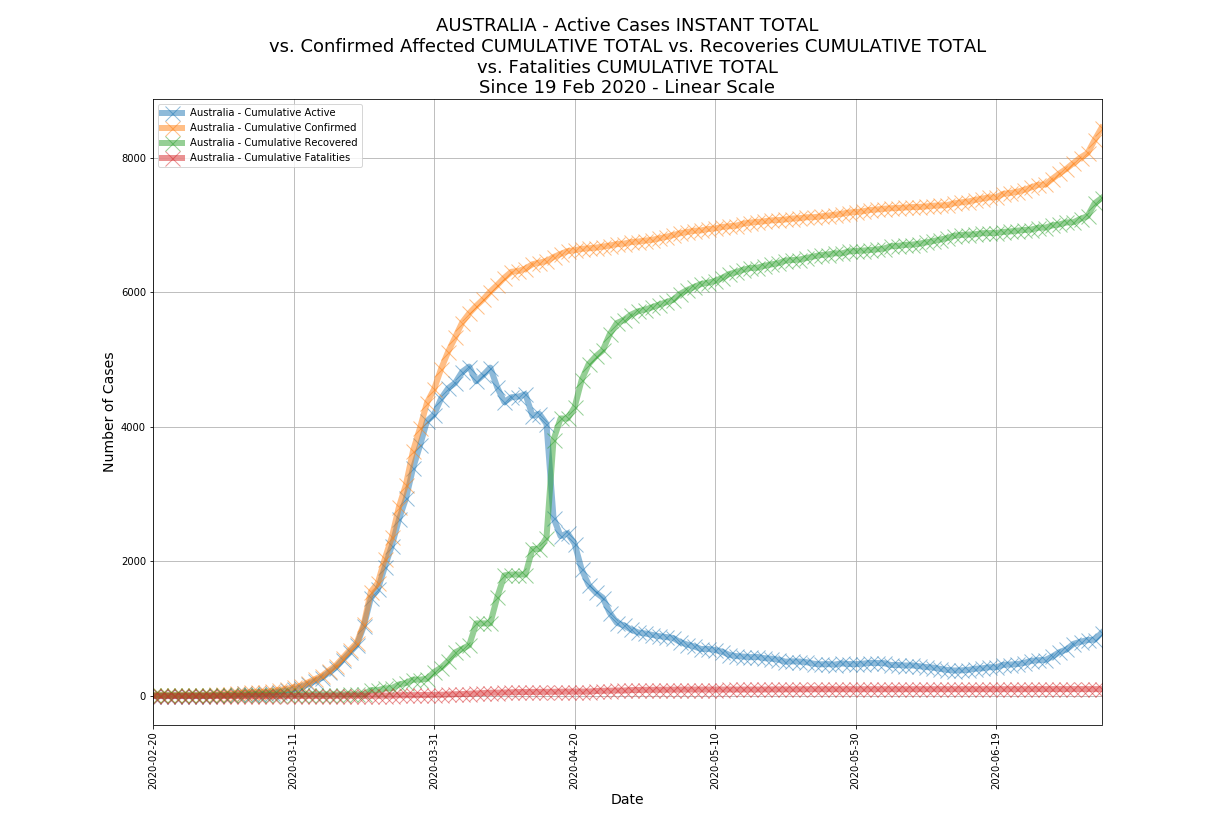 AUSTRALIA - Active Cases INSTANT TOTAL
vs. Confirmed Affected CUMULATIVE TOTAL vs. Recoveries CUMULATIVE TOTAL
vs. Fatalities CUMULATIVE TOTAL
Since 19 Feb 2020 - Linear Scale
Australia - Cumulative Active
Australia - Cumulative Confirmed
Australia - Cumulative Recovered
Australia - Cumulative Fatalities
Number of Cases
8000
6000
4000
2000
0
2020-02-20
2020-03-11
2020-03-31
2020-04-20
2020-05-10
2020-05-30
2020-06-19
Date